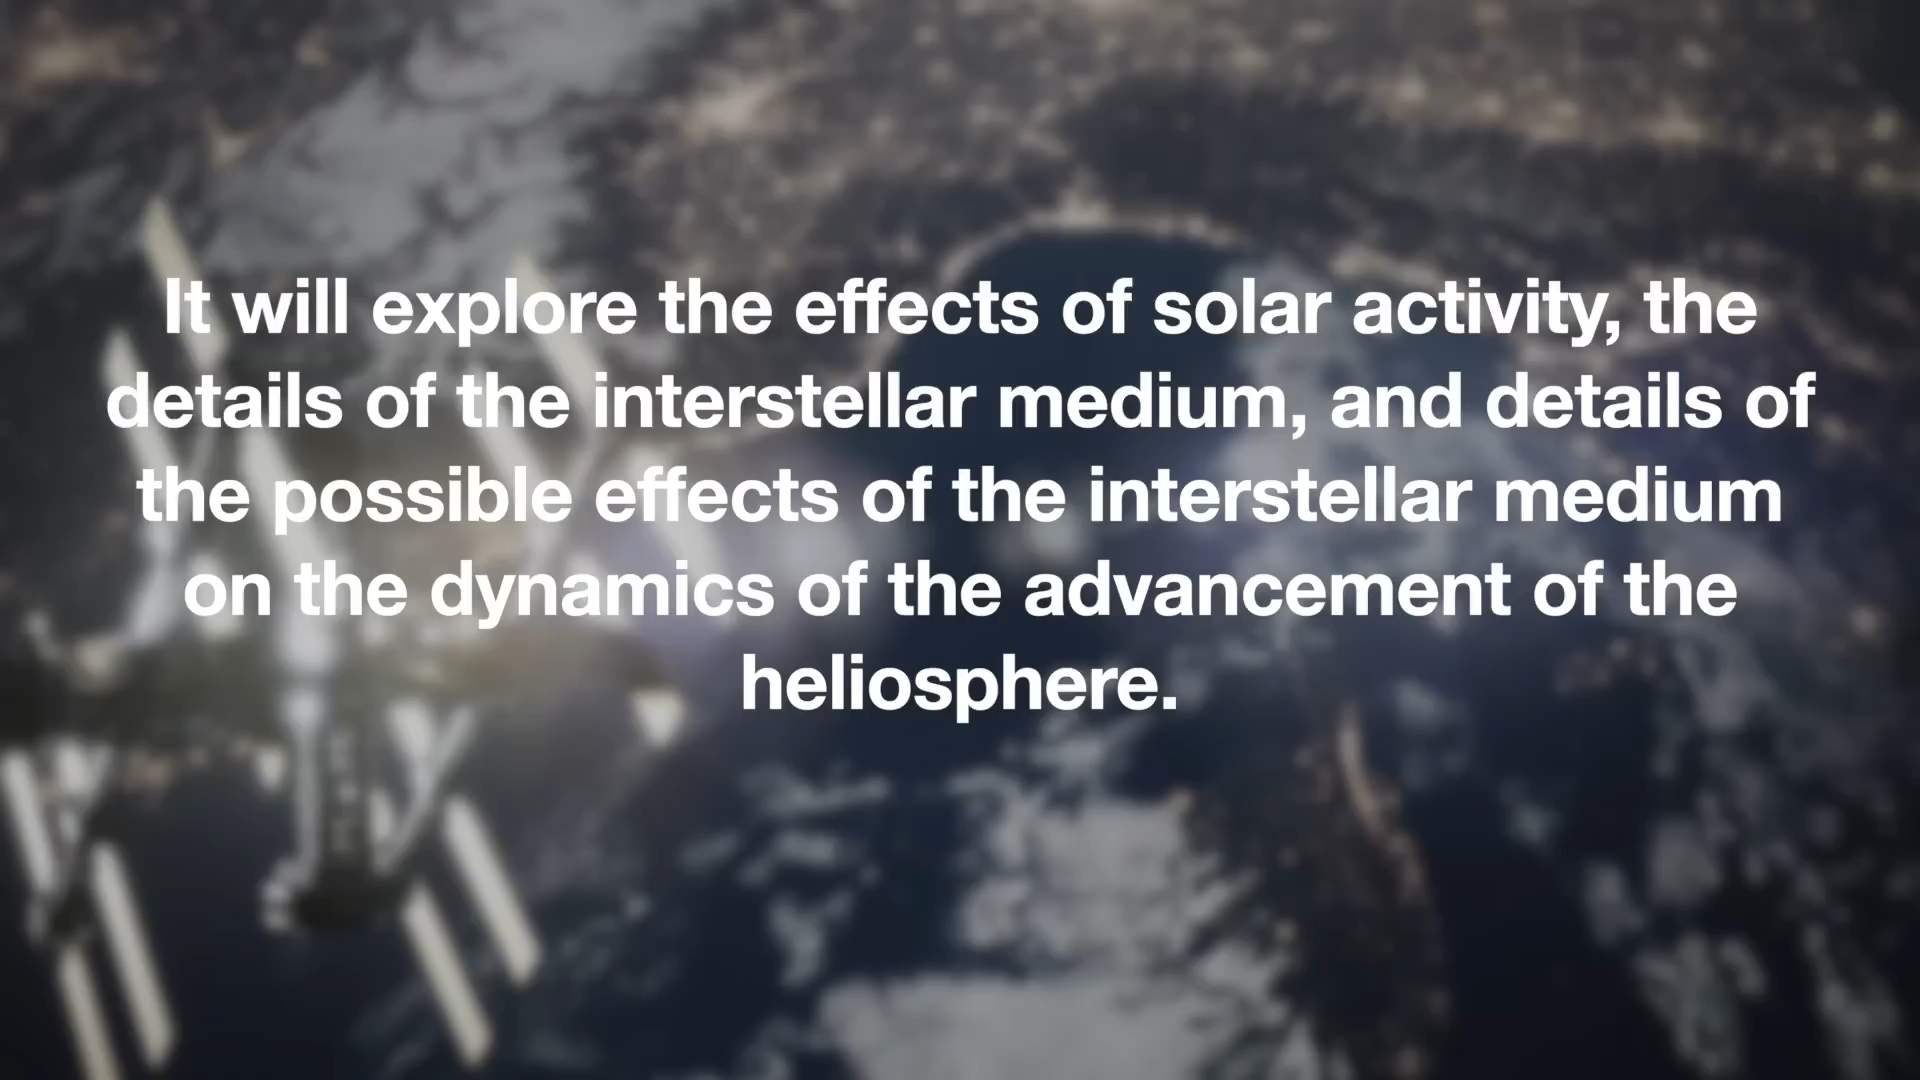 It will explore the effects of solar activity, the
details of the interstellar medium, and details of
the possible effects of the interstellar medium
on the dynamics of the advancement of the
heliosphere.